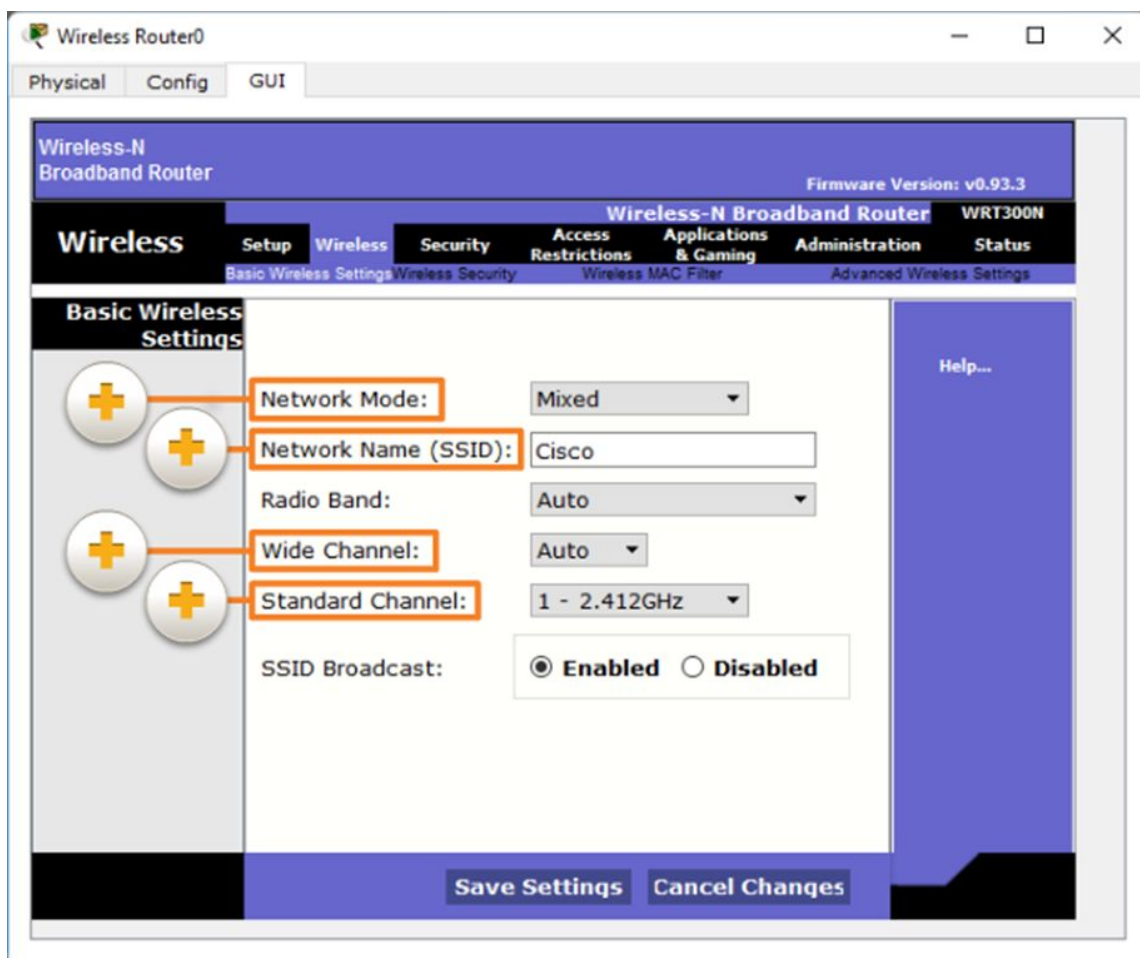 Wireless Router0
Physical Config GUI
Wireless-N
Broadband Router
Firmware Version: v0.93.3
Wireless-N Broadband Router WRT300N
Wireless
Setup Wireless Security Access Restrictions Applications & Gaming Administration Status
Basic Wireless Settings Wireless Security Wireless MAC Filter Advanced Wireless Settings
Basic Wireless
Settings
Help...
Network Mode: Mixed
Network Name (SSID): Cisco
Radio Band: Auto
Wide Channel: Auto
Standard Channel: 1 - 2.412GHz
SSID Broadcast: Enabled Disabled
Save Settings Cancel Changes